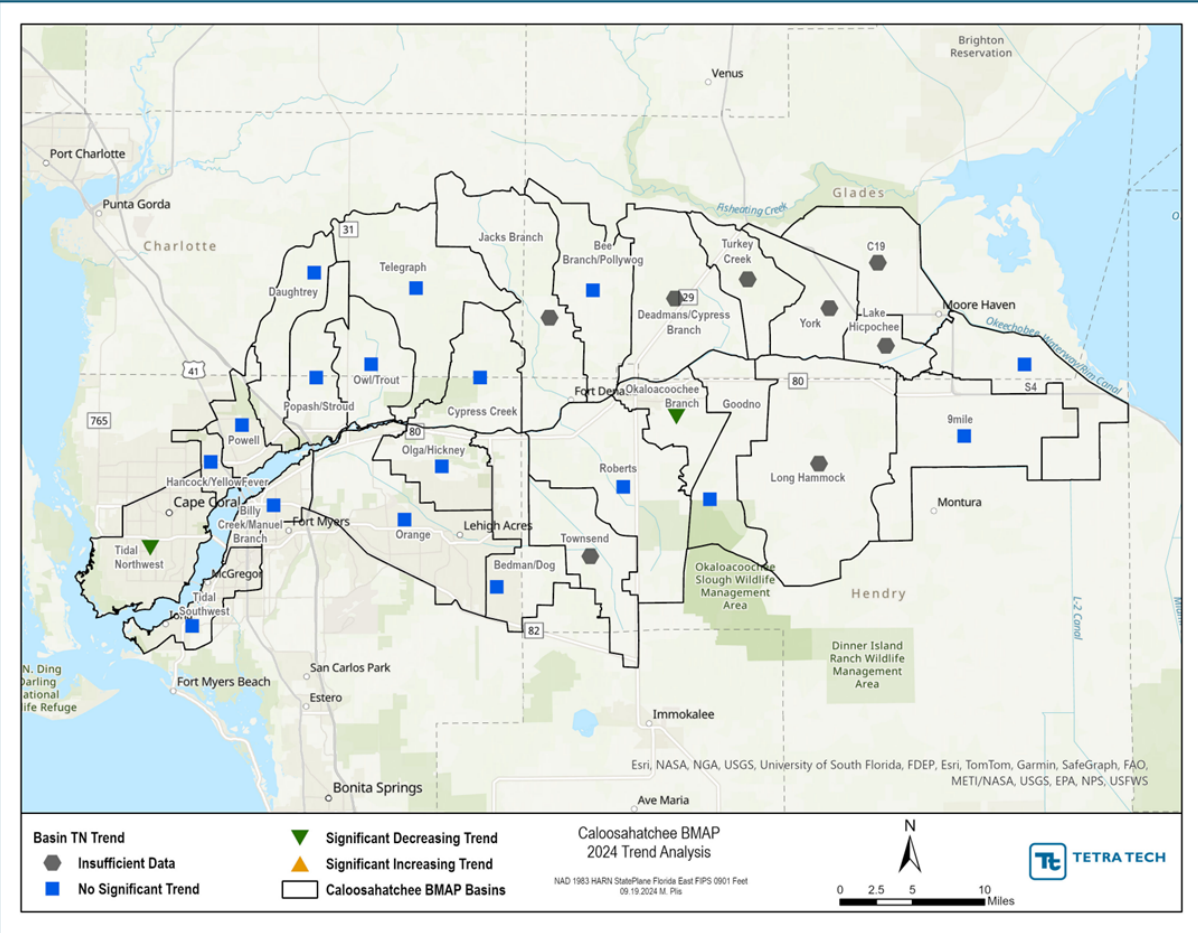 Brighton
Reservation
Venus
Port Charlotte
Punta Gorda
Glades
Fisheating Creek
Charlotte
31
Jacks Branch
Bee
Branch/Pollywog
Turkey
Creek
C19
Telegraph
Daughtrey
29
Deadmans/Cypress
Branch
York
Lake
Hicpochee
Moore Haven
Okeechobee Waterway/Rim Canal
41
Owl/Trout
Popash/Stroud
Cypress Creek
Fort Dena
Okaloacoochee
Branch
Goodno
80
S4
765
Powell
80
Olga/Hickney
9mile
Hancock/YellowFever
Roberts
Long Hammock
Cape Coral
Billy
Creek/Manuel
Branch
Fort Myers
Orange
Lehigh Acres
Montura
Tidal
Northwest
Townsend
McGregor
Bedman/Dog
Okaloacoochee
Slough Wildlife
Management
Area
Hendry
Tidal
Southwest
L-2 Canal
82
Dinner Island
Ranch Wildlife
Management
Area
N. Ding
Darling
ational
life Refuge
San Carlos Park
Fort Myers Beach
Estero
Immokalee
Bonita Springs
Ave Maria
Esri, NASA, NGA, USGS, University of South Florida, FDEP, Esri, TomTom, Garmin, SafeGraph, FAO,
METI/NASA, USGS, EPA, NPS, USFWS
Basin TN Trend
Insufficient Data
No Significant Trend
Significant Decreasing Trend
Significant Increasing Trend
Caloosahatchee BMAP Basins
Caloosahatchee BMAP
2024 Trend Analysis
NAD 1983 HARN StatePlane Florida East FIPS 0901 Feet
09.19.2024 M. Plis
N
0 2.5 5 10
Miles
Tt
TETRA TECH